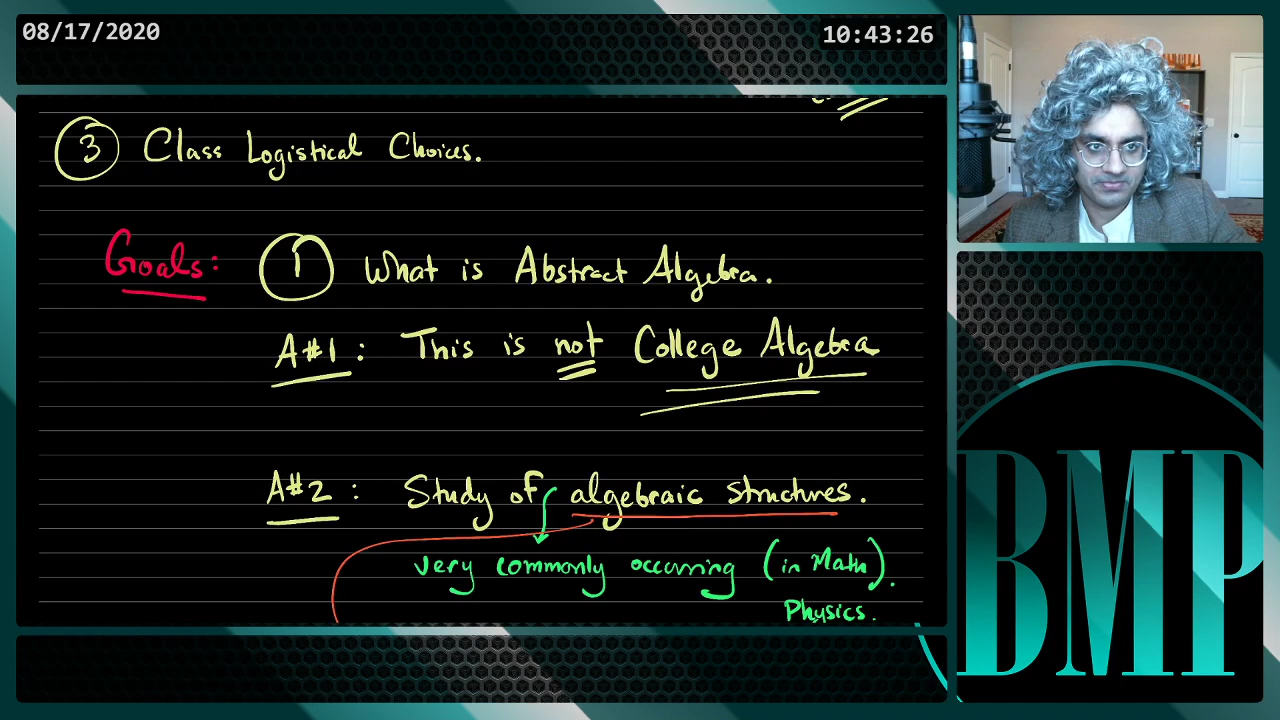 08/17/2020
10:43:26
3 Class Logistical Choices.
Goals: 1 What is Abstract Algebra.
A#1 : This is not College Algebra
A#2 : Study of algebraic structures.
very commonly occurring (in Math).
Physics.
BMP